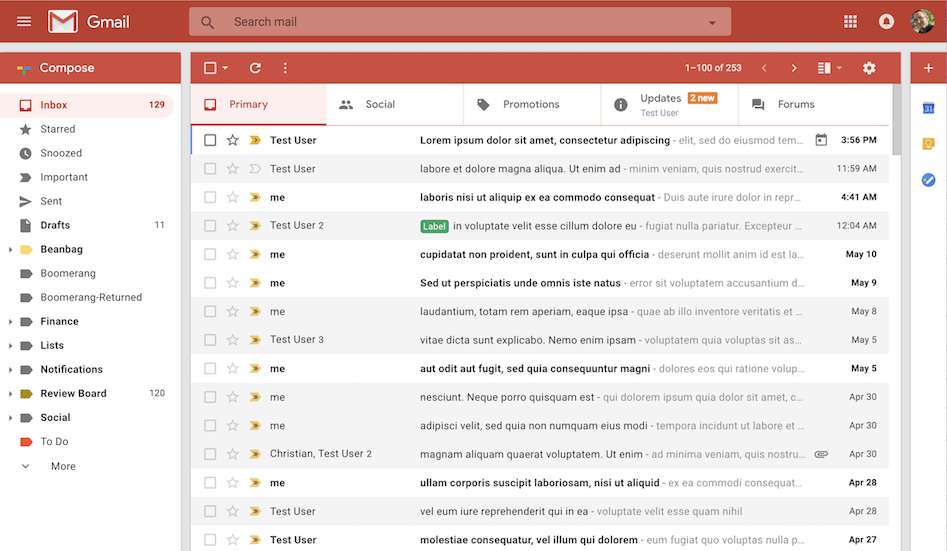 Gmail
Search mail
Compose
1–100 of 253
Inbox 129
Starred
Snoozed
Important
Sent
Drafts 11
Beanbag
Boomerang
Boomerang-Returned
Finance
Lists
Notifications
Review Board 120
Social
To Do
More
Primary
Social
Promotions
Updates 2 new
Test User
Forums
Test User Lorem ipsum dolor sit amet, consectetur adipiscing - elit, sed do eiusmod tem… 3:56 PM
Test User labore et dolore magna aliqua. Ut enim ad - minim veniam, quis nostrud exercit… 11:59 AM
me laboris nisi ut aliquip ex ea commodo consequat - Duis aute irure dolor in repr… 4:41 AM
Test User 2 Label in voluptate velit esse cillum dolore eu - fugiat nulla pariatur. Excepteur … 12:04 AM
me cupidatat non proident, sunt in culpa qui officia - deserunt mollit anim id est la… May 10
me Sed ut perspiciatis unde omnis iste natus - error sit voluptatem accusantium d… May 9
me laudantium, totam rem aperiam, eaque ipsa - quae ab illo inventore veritatis et … May 8
Test User 3 vitae dicta sunt explicabo. Nemo enim ipsam - voluptatem quia voluptas sit as… May 5
me aut odit aut fugit, sed quia consequuntur magni - dolores eos qui ratione volup… May 5
me nesciunt. Neque porro quisquam est - qui dolorem ipsum quia dolor sit amet, c… Apr 30
me adipisci velit, sed quia non numquam eius modi - tempora incidunt ut labore et … Apr 30
Christian, Test User 2 magnam aliquam quaerat voluptatem. Ut enim - ad minima veniam, quis nostru… Apr 30
me ullam corporis suscipit laboriosam, nisi ut aliquid - ex ea commodi consequat… Apr 28
Test User vel eum iure reprehenderit qui in ea - voluptate velit esse quam nihil Apr 28
Test User molestiae consequatur, vel illum qui dolorem - eum fugiat quo voluptas nulla p… Apr 27
31